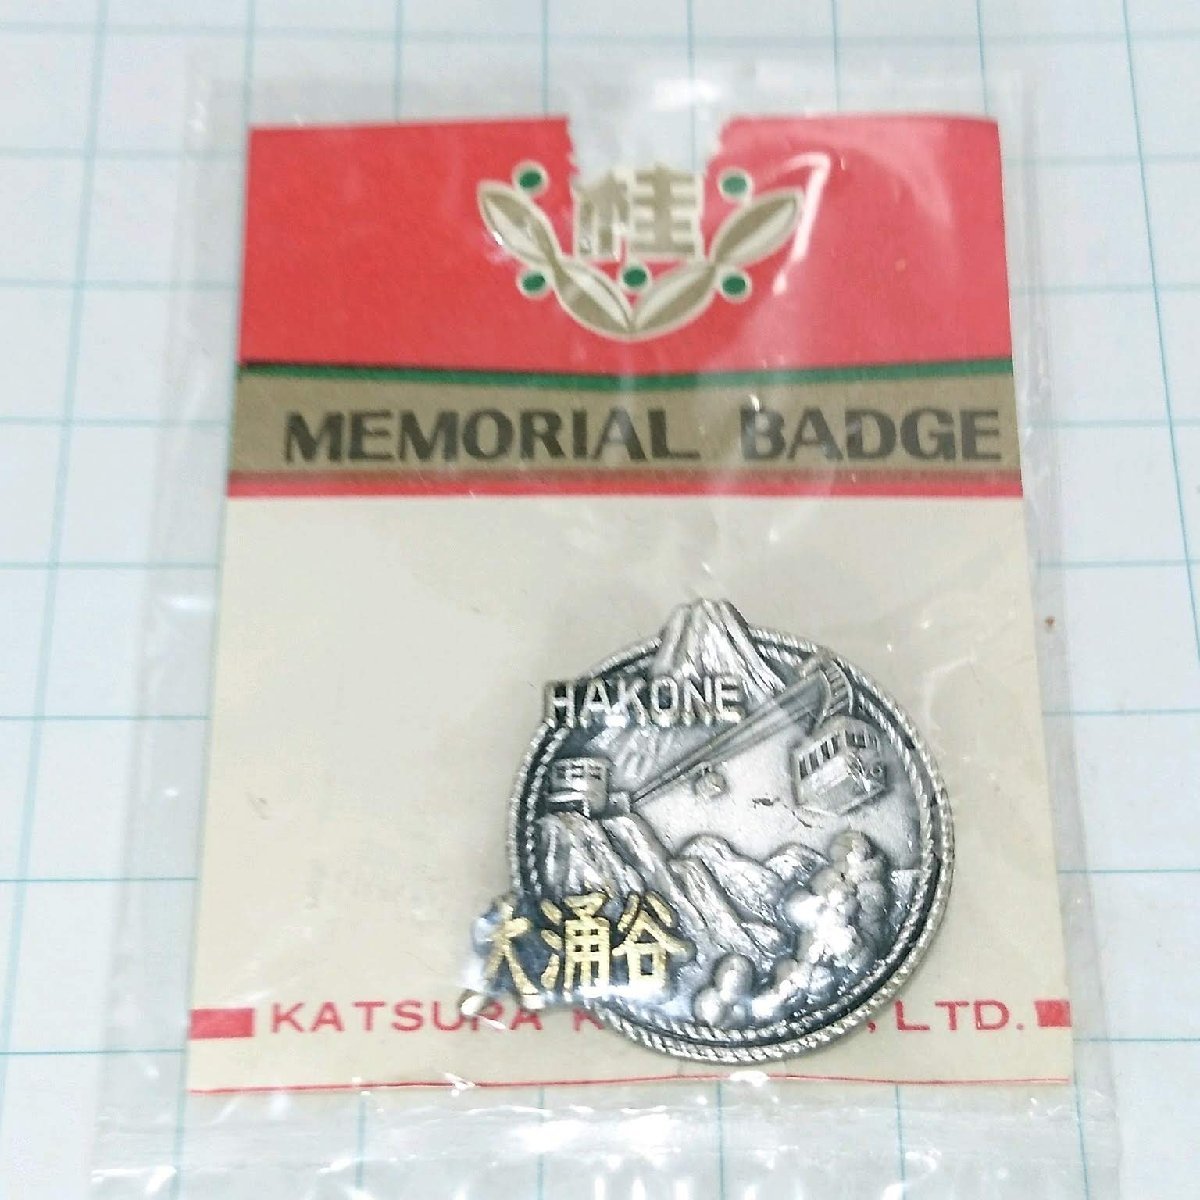 桂
MEMORIAL BADGE
HAKONE
大涌谷
KATSURA K , LTD.